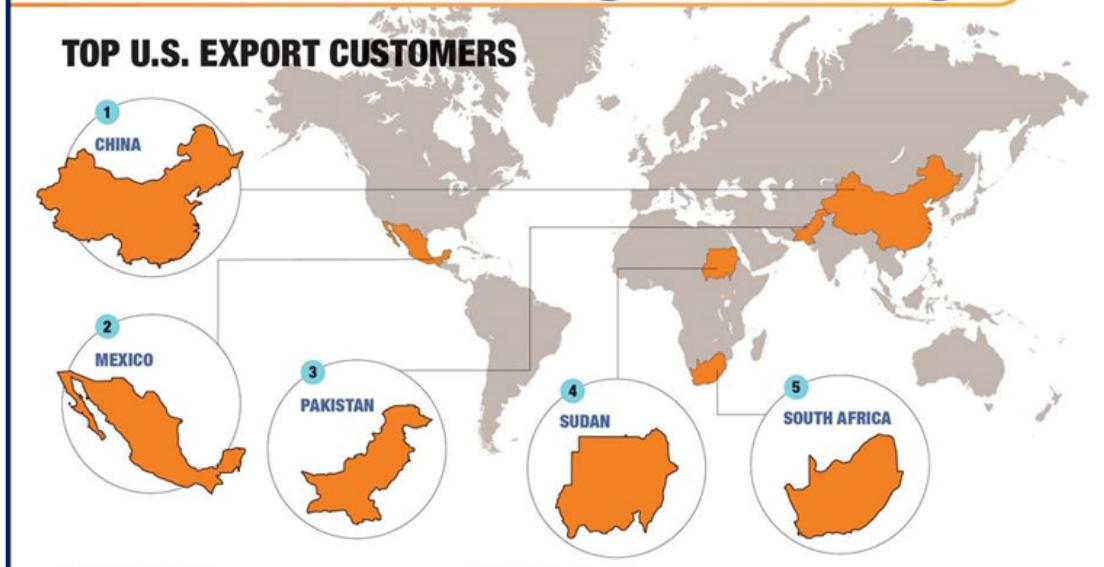 TOP U.S. EXPORT CUSTOMERS
1
CHINA
2
MEXICO
3
PAKISTAN
4
SUDAN
5
SOUTH AFRICA